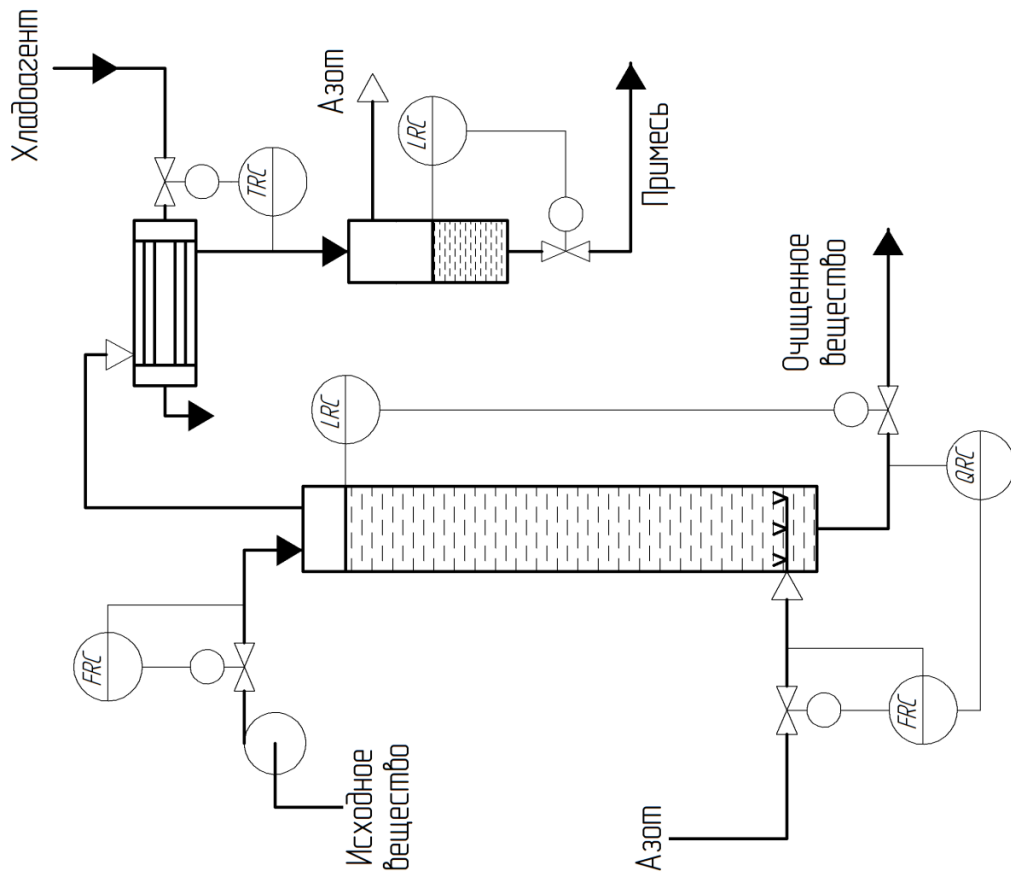 Хладоагент
Азот
TRC
LRC
Примесь
FRC
LRC
Очищенное
вещество
Исходное
вещество
QRC
FRC
Азот